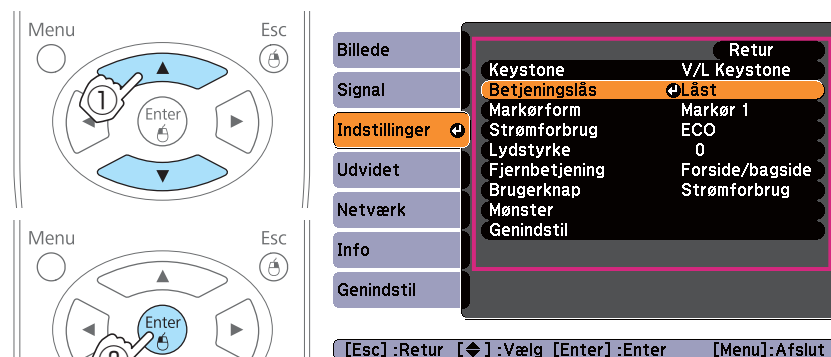 Menu Esc
1
Enter
Menu Esc
Enter
Billede
Signal
Indstillinger
Udvidet
Netværk
Info
Genindstil
Retur
Keystone V/L Keystone
Betjeningslås Låst
Markørform Markør 1
Strømforbrug ECO
Lydstyrke 0
Fjernbetjening Forside/bagside
Brugerknap Strømforbrug
Mønster
Genindstil
[Esc] :Retur [◆] :Vælg [Enter] :Enter [Menu]:Afslut